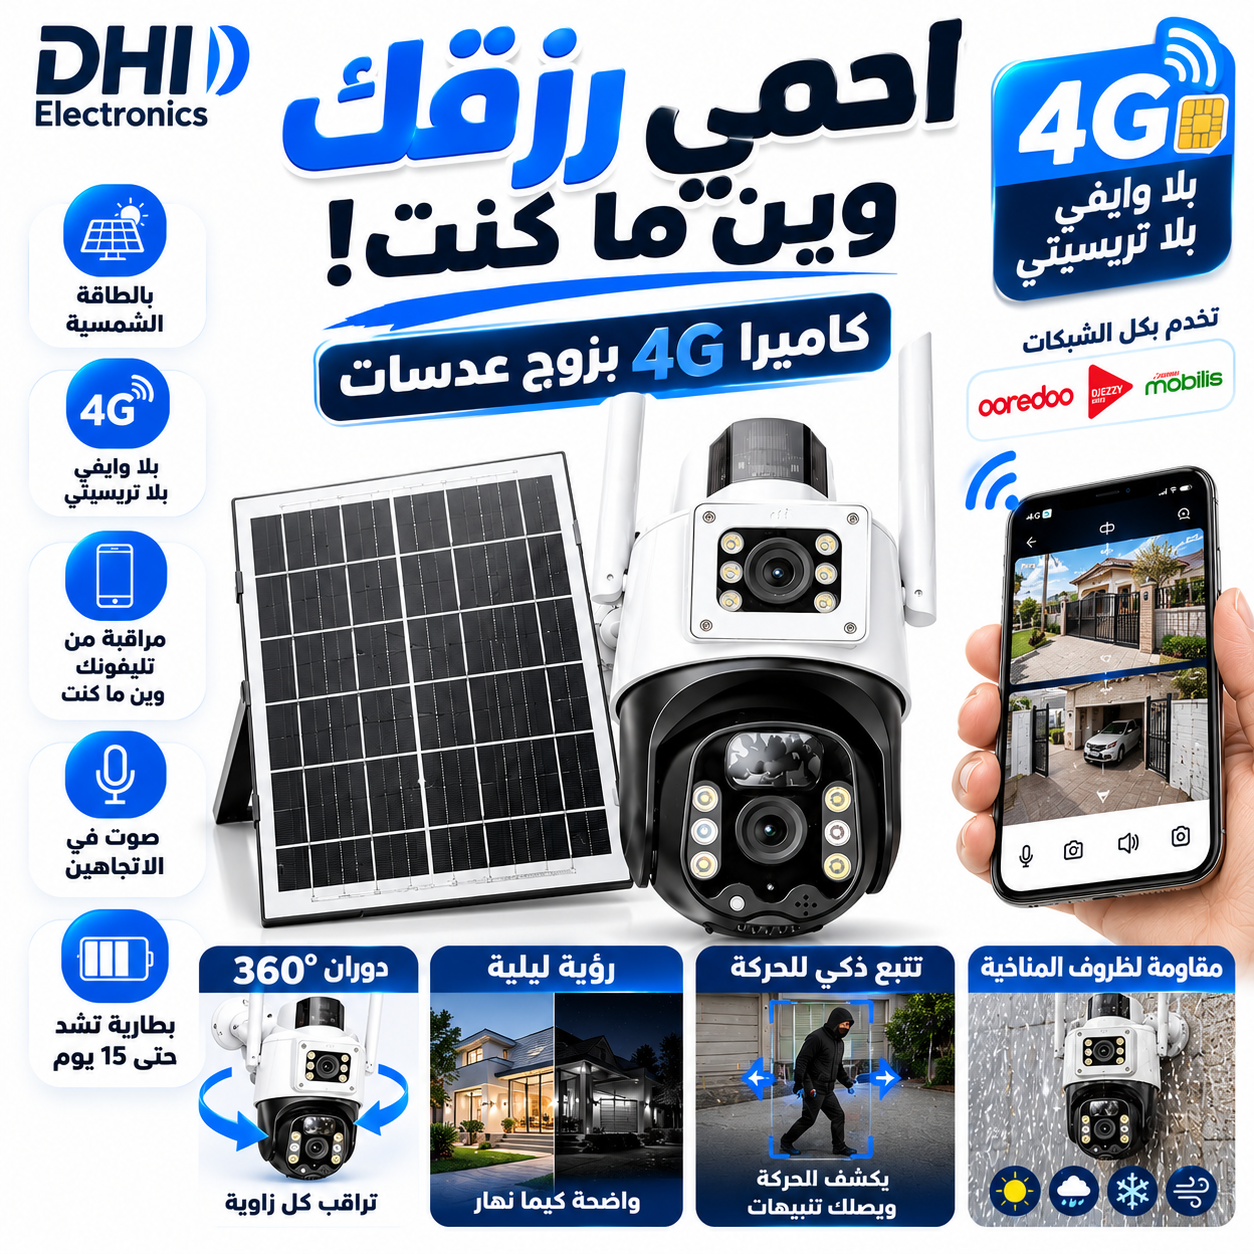 DHI
Electronics
احمي رزقك
وين ما كنت!
كاميرا 4G بزوج عدسات
4G
بلا وايفي
بلا تريسيتي
تخدم بكل الشبكات
ooredoo
DJEZZY
mobilis
بالطاقة
الشمسية
4G
بلا وايفي
بلا تريسيتي
مراقبة من
تليفونك
وين ما كنت
صوت في
الاتجاهين
بطارية تشد
حتى 15 يوم
4G
دوران 360°
تراقب كل زاوية
رؤية ليلية
واضحة كيما نهار
تتبع ذكي للحركة
يكشف الحركة
ويصلك تنبيهات
مقاومة لظروف المناخية